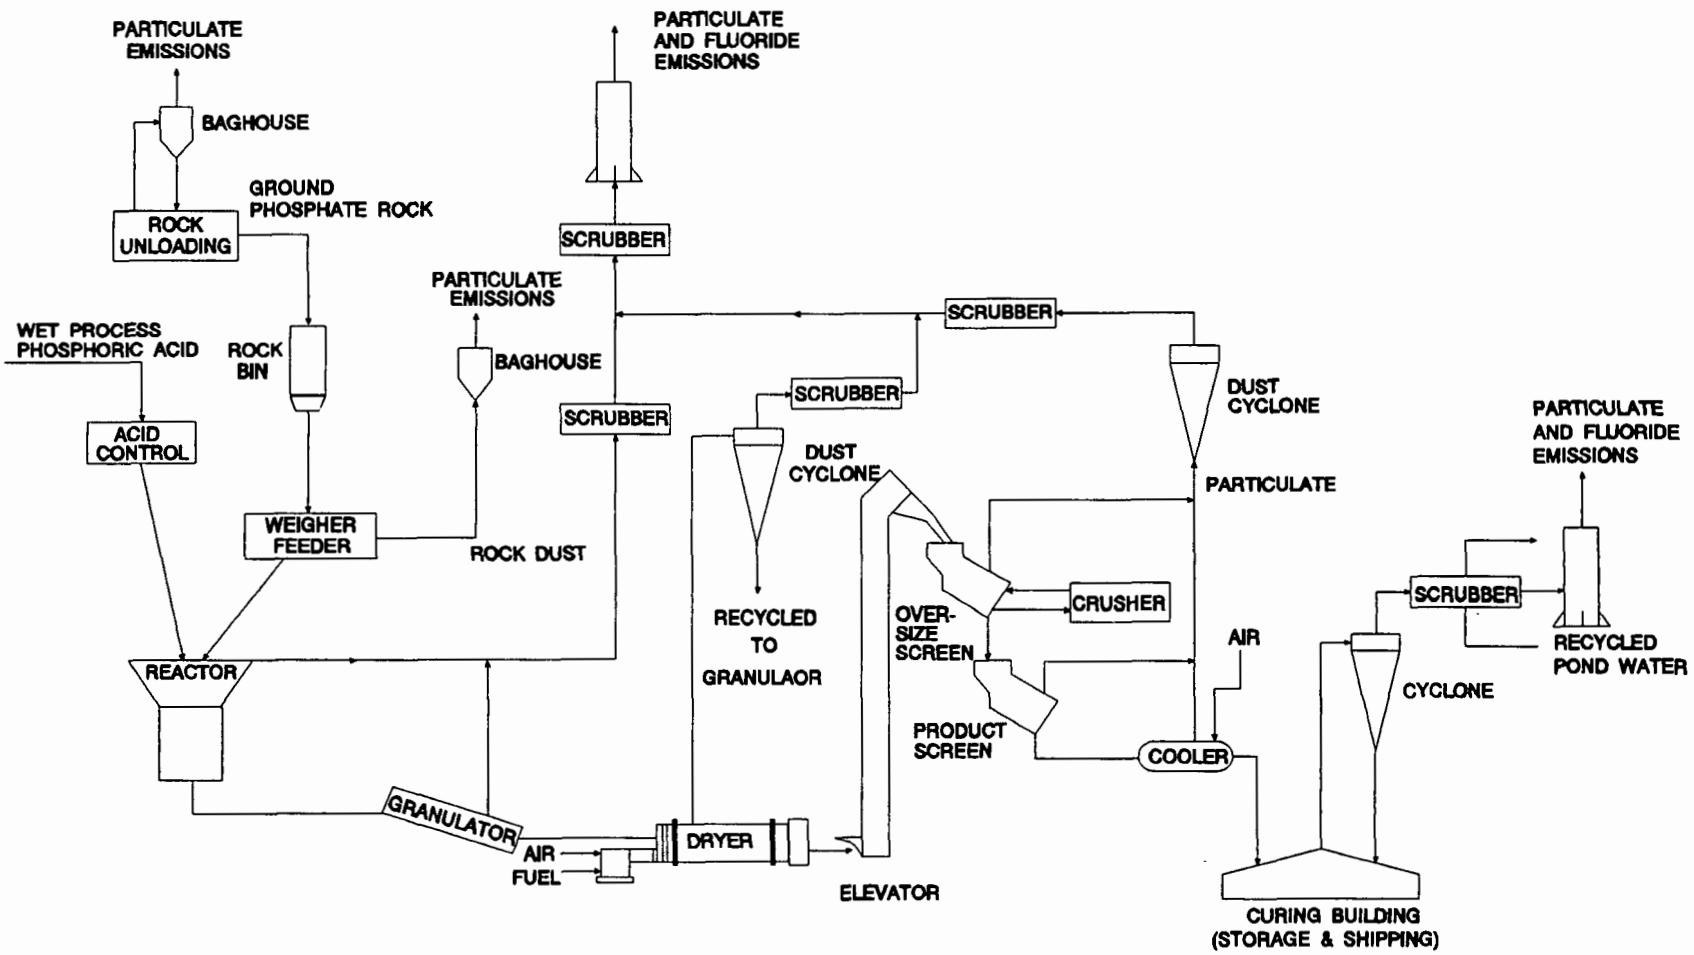 PARTICULATE
EMISSIONS
BAGHOUSE
PARTICULATE
AND FLUORIDE
EMISSIONS
GROUND
PHOSPHATE ROCK
ROCK
UNLOADING
SCRUBBER
PARTICULATE
EMISSIONS
SCRUBBER
WET PROCESS
PHOSPHORIC ACID
ROCK
BIN
BAGHOUSE
SCRUBBER
SCRUBBER
DUST
CYCLONE
ACID
CONTROL
DUST
CYCLONE
PARTICULATE
PARTICULATE
AND FLUORIDE
EMISSIONS
WEIGHER
FEEDER
ROCK DUST
RECYCLED
TO
GRANULAOR
OVER-
SIZE
SCREEN
CRUSHER
SCRUBBER
AIR
RECYCLED
POND WATER
REACTOR
CYCLONE
PRODUCT
SCREEN
COOLER
GRANULATOR
DRYER
AIR
FUEL
ELEVATOR
CURING BUILDING
(STORAGE & SHIPPING)